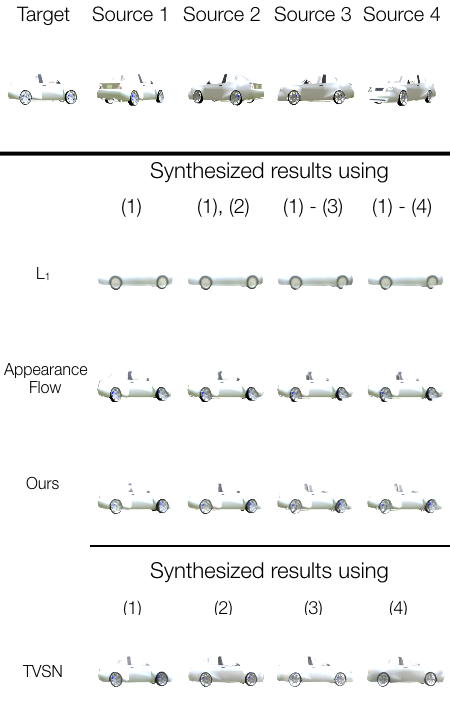 Target Source 1 Source 2 Source 3 Source 4
Synthesized results using
(1) (1), (2) (1) - (3) (1) - (4)
L₁
Appearance
Flow
Ours
Synthesized results using
(1) (2) (3) (4)
TVSN